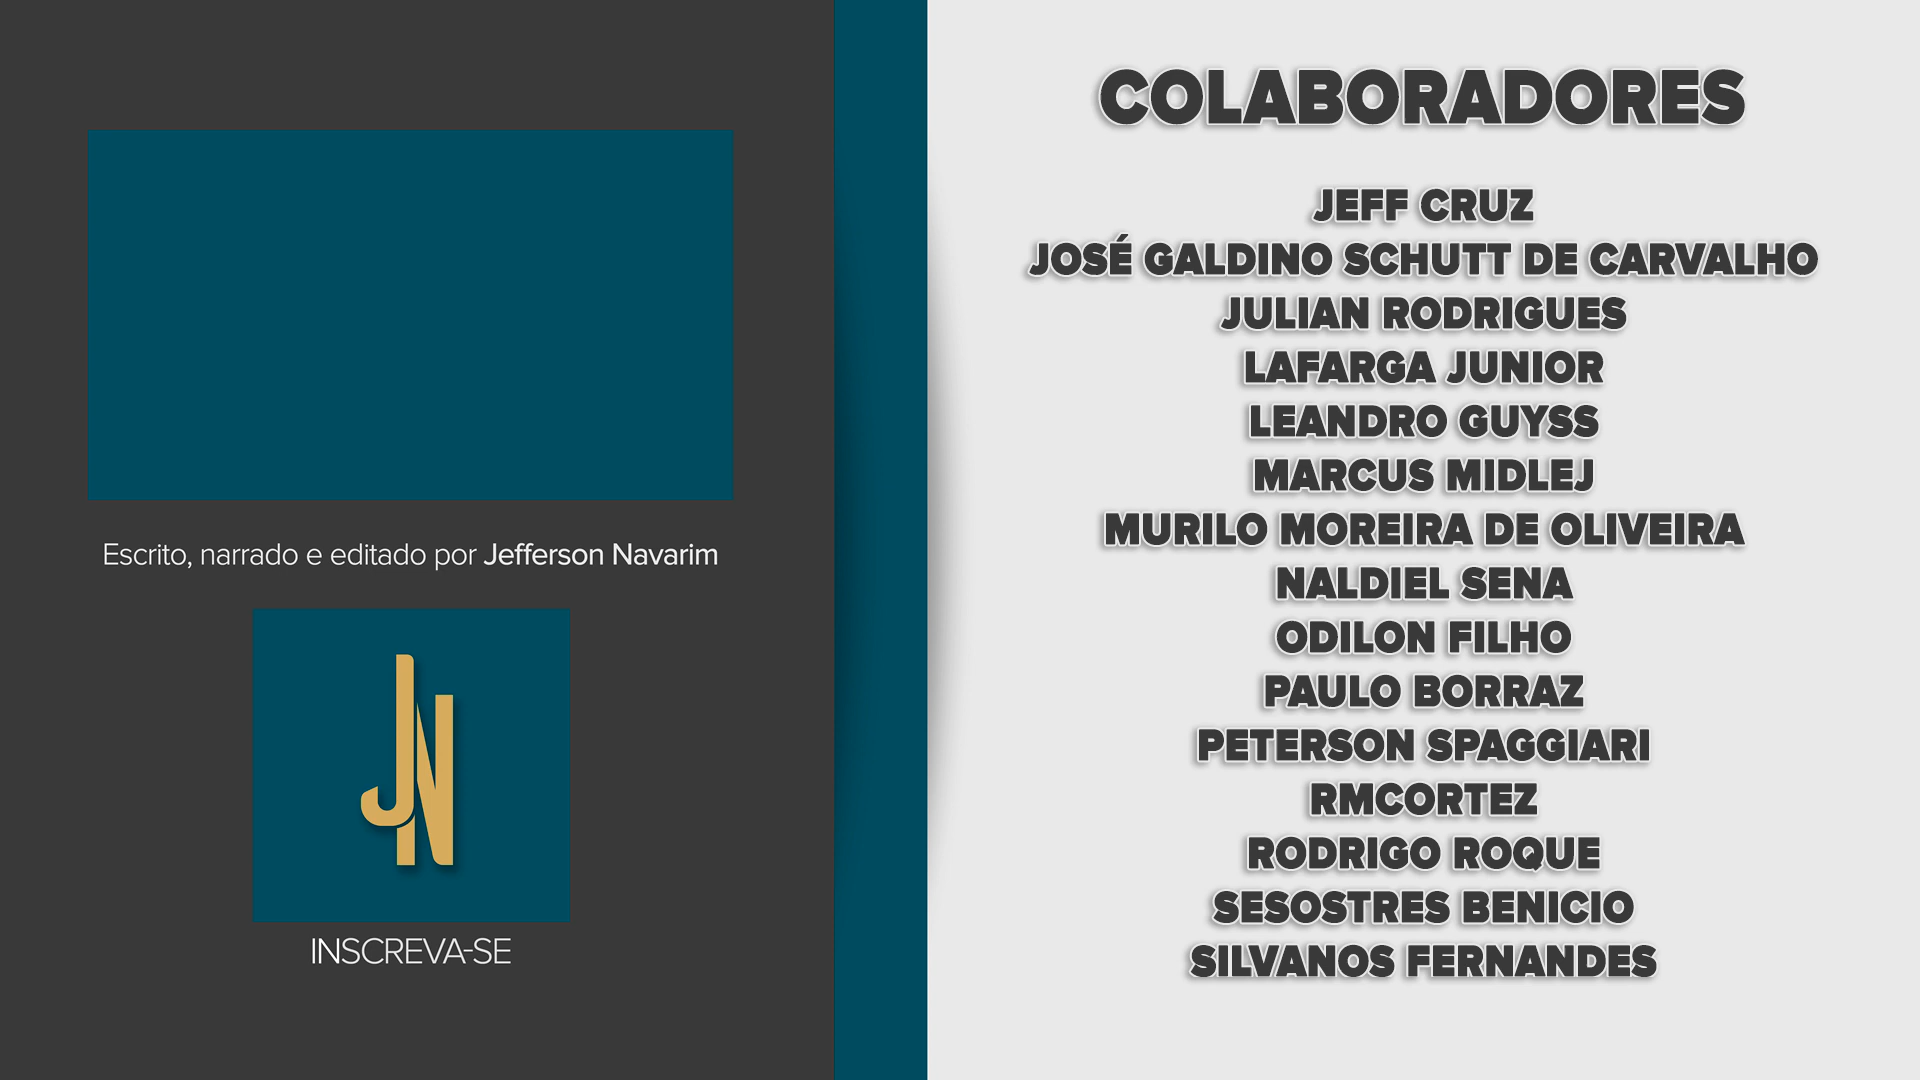 Escrito, narrado e editado por Jefferson Navarim
JN
INSCREVA-SE
COLABORADORES
JEFF CRUZ
JOSÉ GALDINO SCHUTT DE CARVALHO
JULIAN RODRIGUES
LAFARGA JUNIOR
LEANDRO GUYSS
MARCUS MIDLEJ
MURILO MOREIRA DE OLIVEIRA
NALDIEL SENA
ODILON FILHO
PAULO BORRAZ
PETERSON SPAGGIARI
RMCORTEZ
RODRIGO ROQUE
SESOSTRES BENICIO
SILVANOS FERNANDES